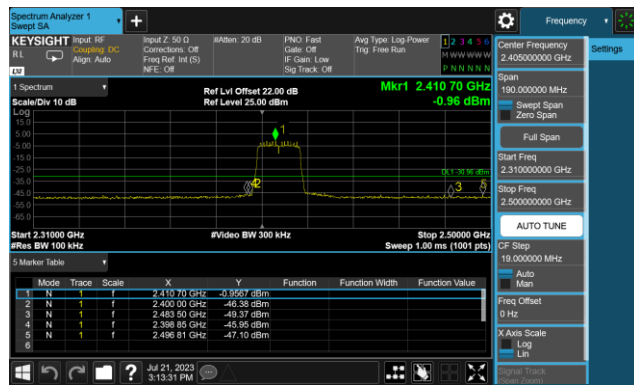 Spectrum Analyzer 1
Swept SA
+
Frequency
KEYSIGHT
RL
LXI
Input: RF
Coupling: DC
Align: Auto
Input Z: 50 Ω
Corrections: Off
Freq Ref: Int (S)
NFE: Off
#Atten: 20 dB
PNO: Fast
Gate: Off
IF Gain: Low
Sig Track: Off
Avg Type: Log-Power
Trig: Free Run
1 2 3 4 5 6
M W W W W W
P N N N N N
1 Spectrum
Scale/Div 10 dB
Ref Lvl Offset 22.00 dB
Ref Level 25.00 dBm
Mkr1 2.410 70 GHz
-0.96 dBm
Log
15.0
5.00
-5.00
-15.0
-25.0
-35.0
-45.0
-55.0
-65.0
1
DL1 -30.96 dBm
2
3
5
Start 2.31000 GHz
#Res BW 100 kHz
#Video BW 300 kHz
Stop 2.50000 GHz
Sweep 1.00 ms (1001 pts)
5 Marker Table
Mode Trace Scale X Y Function Function Width Function Value
1 N 1 f 2.410 70 GHz -0.9567 dBm
2 N 1 f 2.400 00 GHz -46.38 dBm
3 N 1 f 2.483 50 GHz -49.37 dBm
4 N 1 f 2.398 85 GHz -45.95 dBm
5 N 1 f 2.496 81 GHz -47.10 dBm
6
?
Jul 21, 2023
3:13:31 PM
Center Frequency
2.405000000 GHz
Settings
Span
190.000000 MHz
Swept Span
Zero Span
Full Span
Start Freq
2.310000000 GHz
Stop Freq
2.500000000 GHz
AUTO TUNE
CF Step
19.000000 MHz
Auto
Man
Freq Offset
0 Hz
X Axis Scale
Log
Lin
Signal Track
(Span Zoom)